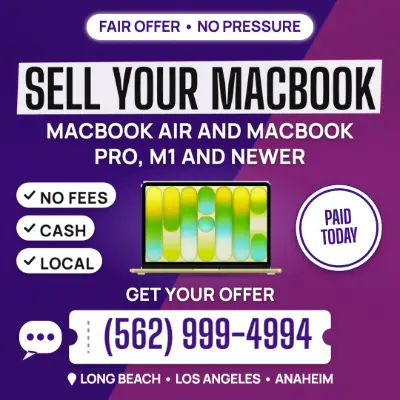 FAIR OFFER • NO PRESSURE
SELL YOUR MACBOOK
MACBOOK AIR AND MACBOOK
PRO, M1 AND NEWER
✓ NO FEES
✓ CASH
✓ LOCAL
PAID
TODAY
GET YOUR OFFER
(562) 999-4994
LONG BEACH • LOS ANGELES • ANAHEIM